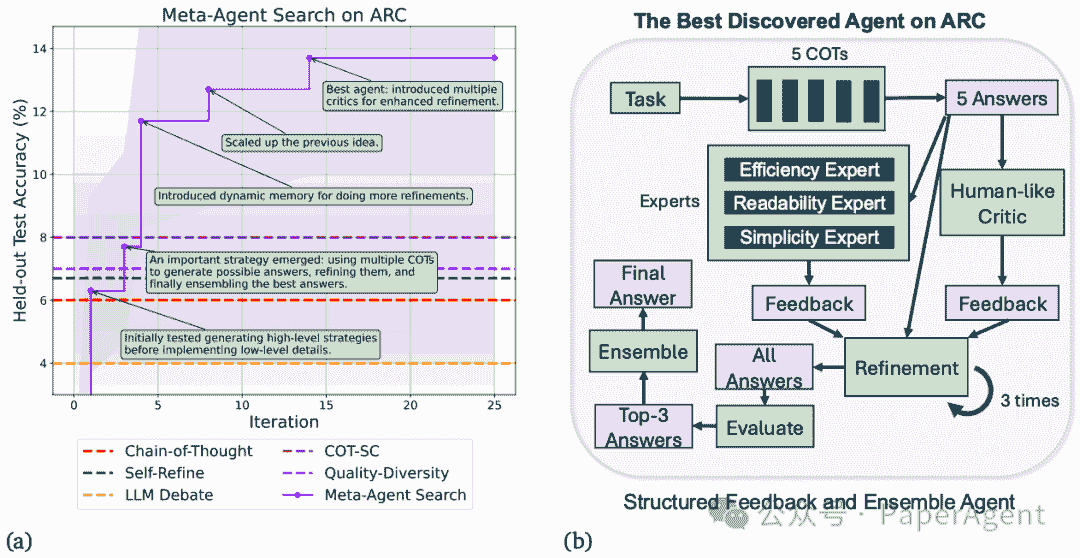 Meta-Agent Search on ARC
Held-out Test Accuracy (%)
14
12
10
8
6
4
Best agent: introduced multiple
critics for enhanced refinement.
Scaled up the previous idea.
Introduced dynamic memory for doing more refinements.
An important strategy emerged: using multiple COTs
to generate possible answers, refining them, and
finally ensembling the best answers.
Initially tested generating high-level strategies
before implementing low-level details.
0 5 10 15 20 25
Iteration
Chain-of-Thought
Self-Refine
LLM Debate
COT-SC
Quality-Diversity
Meta-Agent Search
(a)
The Best Discovered Agent on ARC
5 COTs
Task
5 Answers
Experts
Efficiency Expert
Readability Expert
Simplicity Expert
Human-like
Critic
Feedback
Feedback
Refinement
3 times
All
Answers
Evaluate
Top-3
Answers
Ensemble
Final
Answer
Structured Feedback and Ensemble Agent
公众号 · PaperAgent
(b)